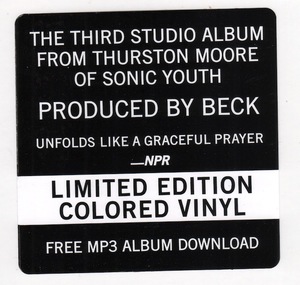 THE THIRD STUDIO ALBUM
FROM THURSTON MOORE
OF SONIC YOUTH
PRODUCED BY BECK
UNFOLDS LIKE A GRACEFUL PRAYER
—NPR
LIMITED EDITION
COLORED VINYL
FREE MP3 ALBUM DOWNLOAD